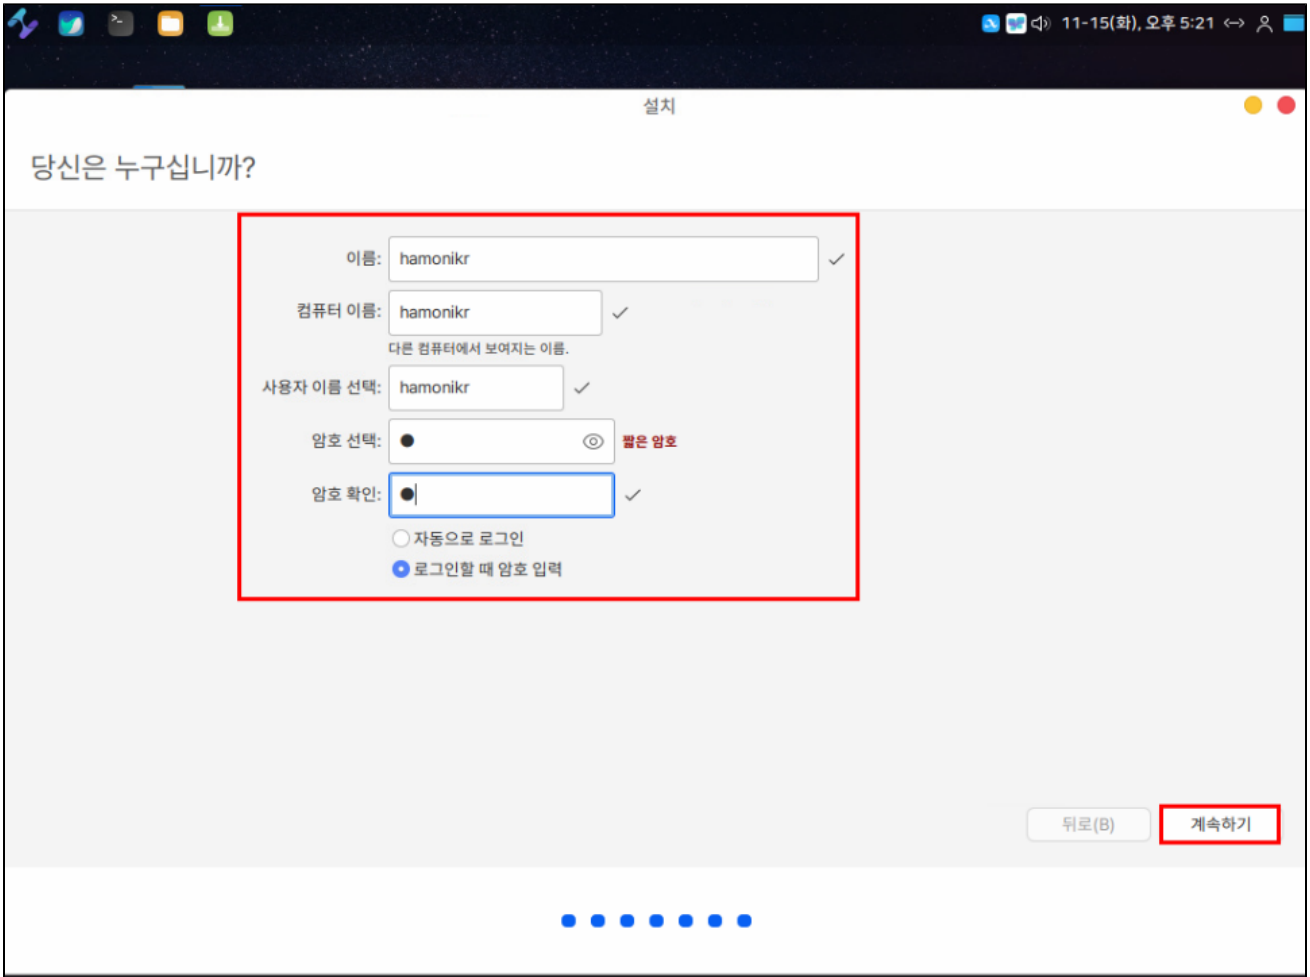 11-15(화), 오후 5:21
설치
당신은 누구십니까?
이름: hamonikr
컴퓨터 이름: hamonikr
다른 컴퓨터에서 보여지는 이름.
사용자 이름 선택: hamonikr
암호 선택: ● 짧은 암호
암호 확인: ●
자동으로 로그인
로그인할 때 암호 입력
뒤로(B) 계속하기